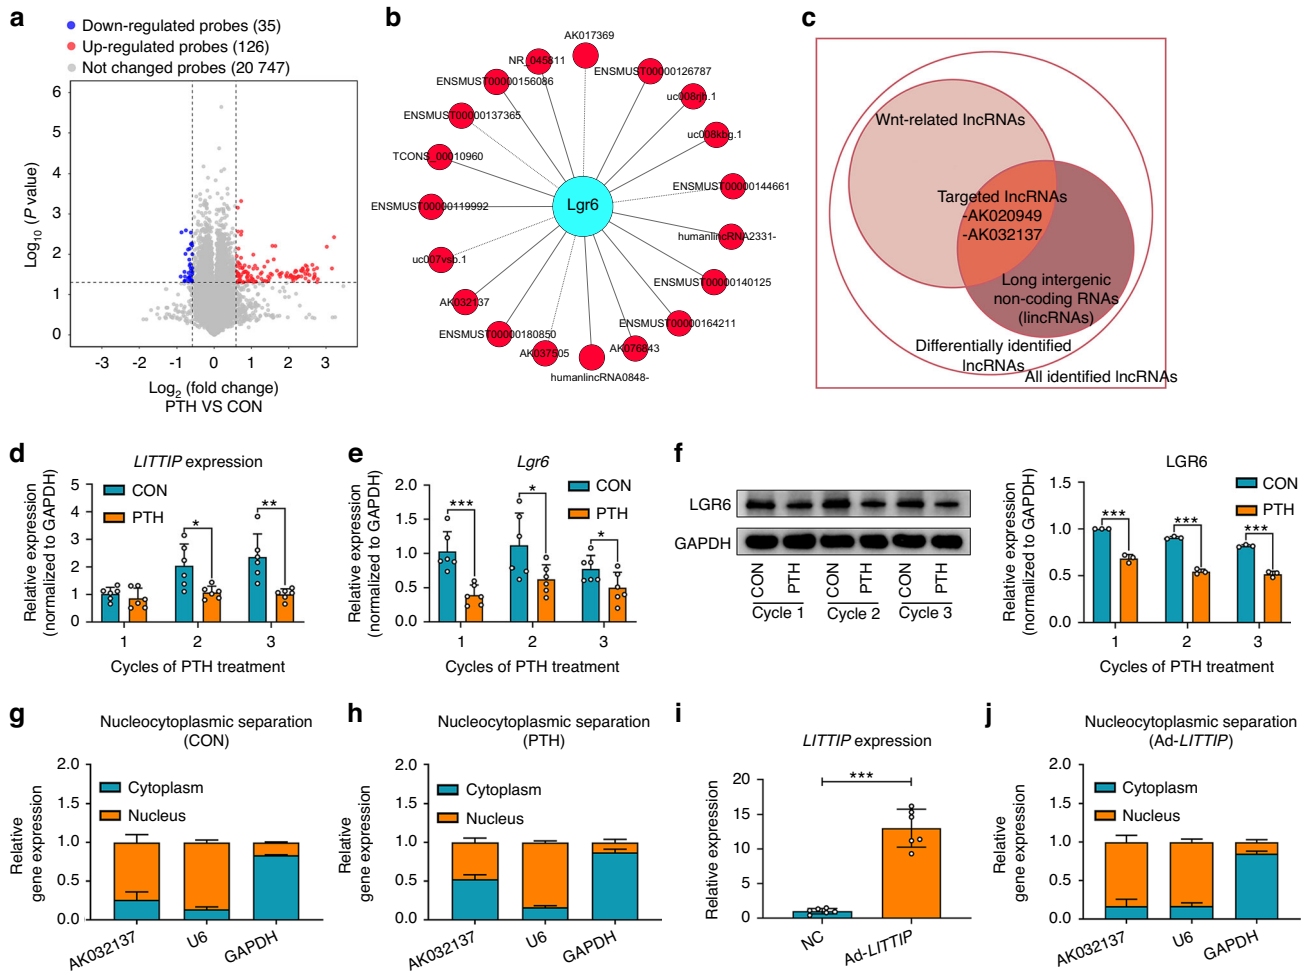 a
Down-regulated probes (35)
Up-regulated probes (126)
Not changed probes (20 747)
6
5
4
3
2
1
0
Log10 (P value)
-3
-2
-1
0
1
2
3
Log2 (fold change)
PTH VS CON
b
AK017369
NR_045811
ENSMUST00000126787
ENSMUST00000156086
uc008rjh.1
ENSMUST00000137365
uc008kbg.1
TCONS_00010960
ENSMUST00000144661
Lgr6
ENSMUST00000119992
humanlincRNA2331-
uc007vsb.1
ENSMUST00000140125
AK032137
ENSMUST00000164211
ENSMUST00000180850
AK037505
AK076843
humanlincRNA0848-
c
Wnt-related lncRNAs
Targeted lncRNAs
-AK020949
-AK032137
Long intergenic
non-coding RNAs
(lincRNAs)
Differentially identified
lncRNAs
All identified lncRNAs
d
LITTIP expression
CON
PTH
Relative expression
(normalized to GAPDH)
5
4
3
2
1
0
*
**
1
2
3
Cycles of PTH treatment
e
Lgr6
CON
PTH
Relative expression
(normalized to GAPDH)
2.0
1.5
1.0
0.5
0
***
*
*
1
2
3
Cycles of PTH treatment
f
LGR6
GAPDH
CON
PTH
CON
PTH
CON
PTH
Cycle 1
Cycle 2
Cycle 3
LGR6
CON
PTH
Relative expression
(normalized to GAPDH)
1.5
1.0
0.5
0.0
***
***
***
1
2
3
Cycles of PTH treatment
g
Nucleocytoplasmic separation
(CON)
Cytoplasm
Nucleus
Relative
gene expression
2.0
1.5
1.0
0.5
0.0
AK032137
U6
GAPDH
h
Nucleocytoplasmic separation
(PTH)
Cytoplasm
Nucleus
Relative
gene expression
2.0
1.5
1.0
0.5
0.0
AK032137
U6
GAPDH
i
LITTIP expression
Relative expression
20
15
10
5
0
***
NC
Ad-LITTIP
j
Nucleocytoplasmic separation
(Ad-LITTIP)
Cytoplasm
Nucleus
Relative
gene expression
2.0
1.5
1.0
0.5
0.0
AK032137
U6
GAPDH